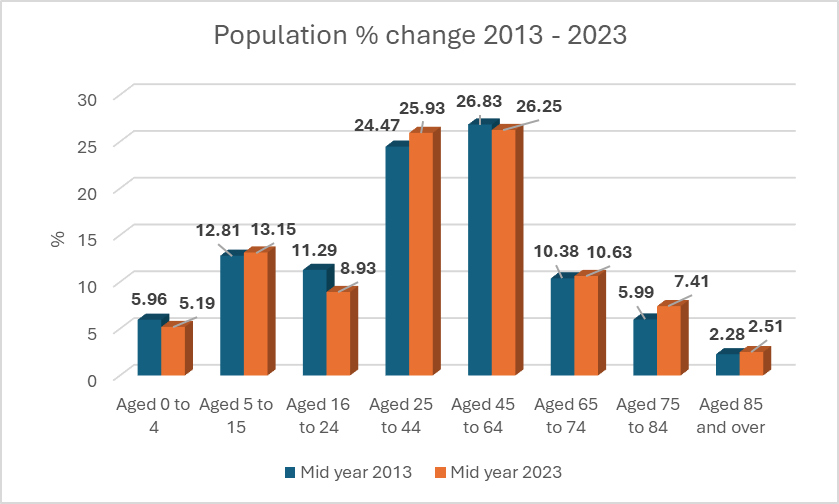 Population % change 2013 - 2023
%
30
25
20
15
10
5
0
5.96
5.19
12.81
13.15
11.29
8.93
24.47
25.93
26.83
26.25
10.38
10.63
5.99
7.41
2.28
2.51
Aged 0 to
4
Aged 5 to
15
Aged 16
to 24
Aged 25
to 44
Aged 45
to 64
Aged 65
to 74
Aged 75
to 84
Aged 85
and over
Mid year 2013
Mid year 2023